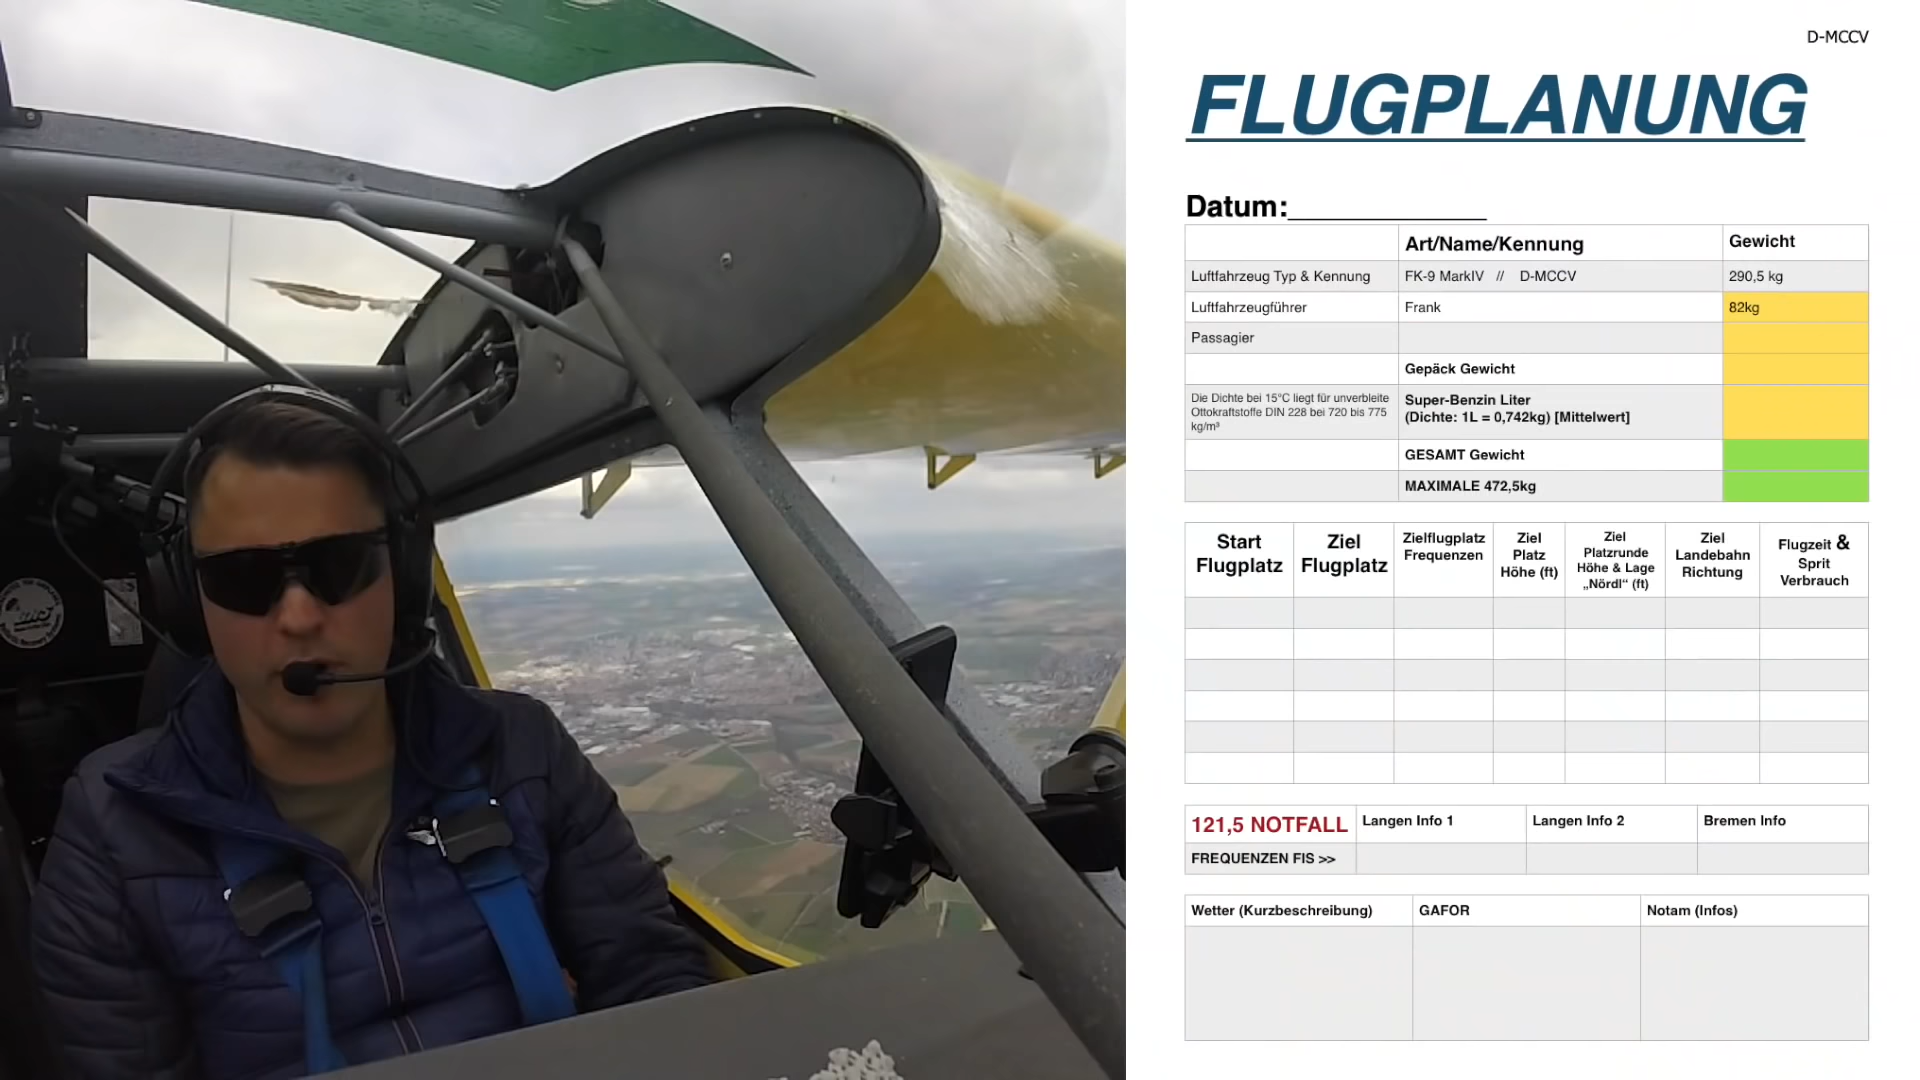 D-MCCV
FLUGPLANUNG
Datum:____________
Art/Name/Kennung
Gewicht
Luftfahrzeug Typ & Kennung
FK-9 MarkIV // D-MCCV
290,5 kg
Luftfahrzeugführer
Frank
82kg
Passagier
Gepäck Gewicht
Die Dichte bei 15°C liegt für unverbleite
Ottokraftstoffe DIN 228 bei 720 bis 775
kg/m³
Super-Benzin Liter
(Dichte: 1L = 0,742kg) [Mittelwert]
GESAMT Gewicht
MAXIMALE 472,5kg
Start
Flugplatz
Ziel
Flugplatz
Zielflugplatz
Frequenzen
Ziel
Platz
Höhe (ft)
Ziel
Platzrunde
Höhe & Lage
„Nördl“ (ft)
Ziel
Landebahn
Richtung
Flugzeit &
Sprit
Verbrauch
121,5 NOTFALL
Langen Info 1
Langen Info 2
Bremen Info
FREQUENZEN FIS >>
Wetter (Kurzbeschreibung)
GAFOR
Notam (Infos)